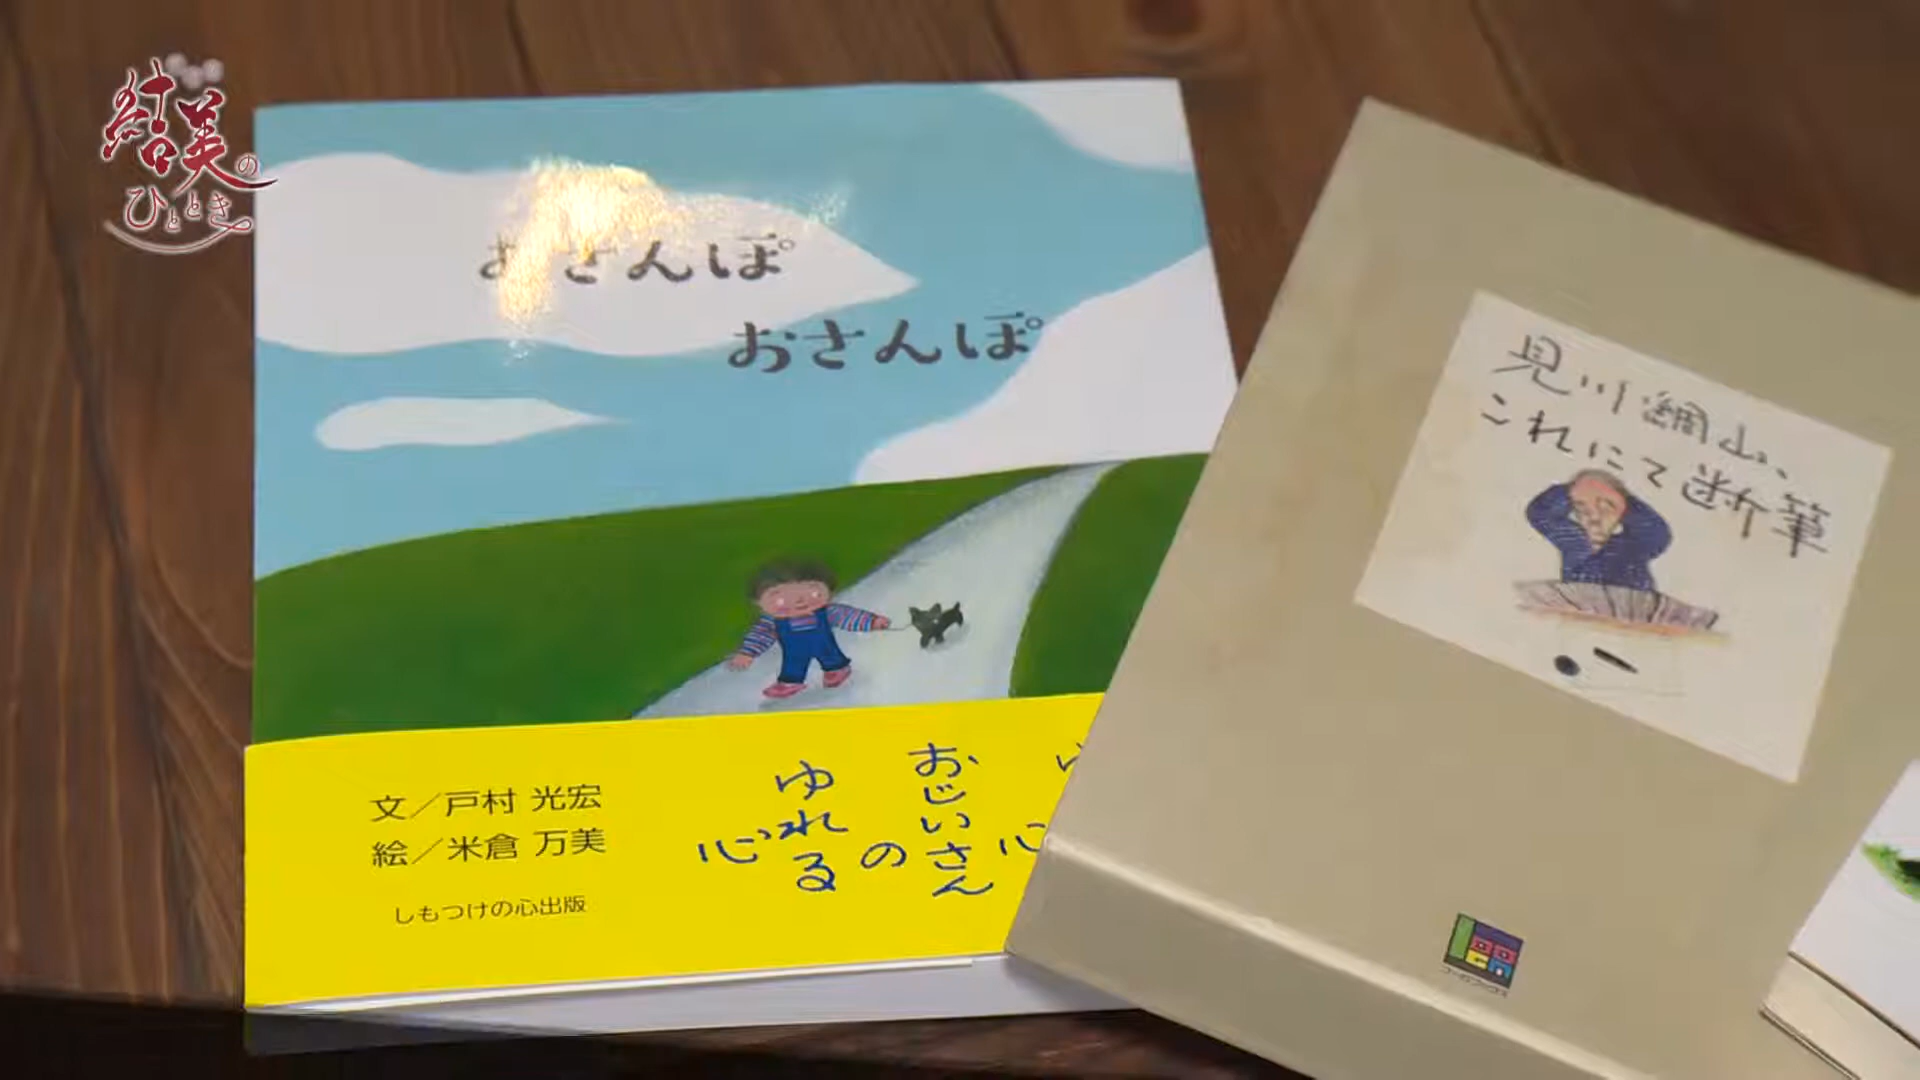 結美の
ひととき
おさんぽ
おさんぽ
文／戸村 光宏
絵／米倉 万美
しもつけの心出版
おじいさん
の
ゆれる
心
見川鯛山、
これにて断筆